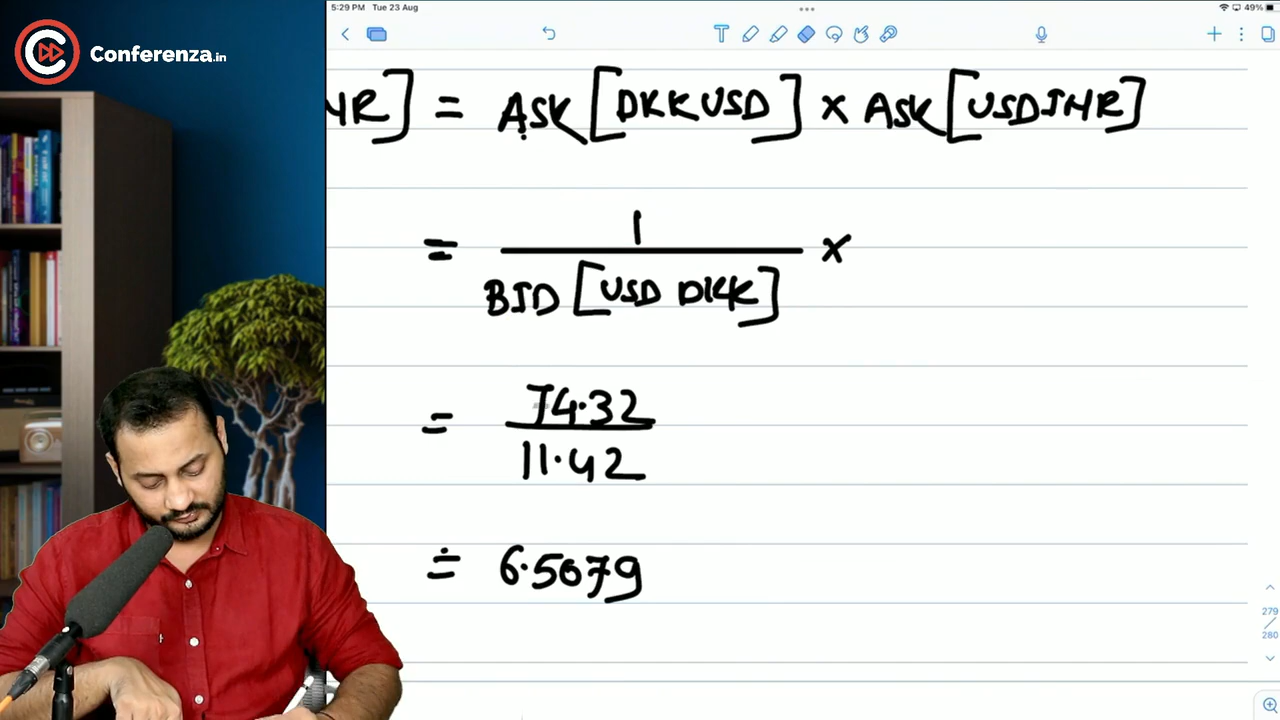 5:29 PM Tue 23 Aug
49%
Conferenza.in
NR] = ASK [DKKUSD] x ASK [USDINR]
= 1
BID [USD DKK] x
= 74.32
11.42
= 6.5079
279
280